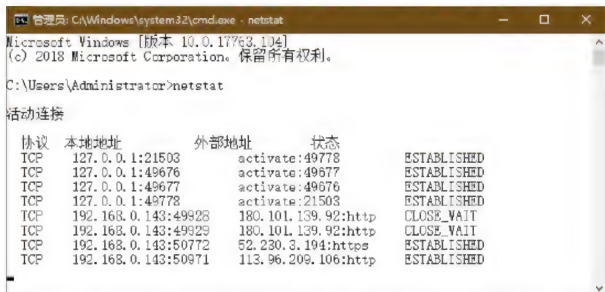 管理员: C:\Windows\system32\cmd.exe - netstat
Microsoft Windows [版本 10.0.17763.104]
(c) 2018 Microsoft Corporation。保留所有权利。
C:\Users\Administrator>netstat
活动连接
协议 本地地址 外部地址 状态
TCP 127.0.0.1:21503 activate:49778 ESTABLISHED
TCP 127.0.0.1:49676 activate:49677 ESTABLISHED
TCP 127.0.0.1:49677 activate:49676 ESTABLISHED
TCP 127.0.0.1:49778 activate:21503 ESTABLISHED
TCP 192.168.0.143:49928 180.101.139.92:http CLOSE_WAIT
TCP 192.168.0.143:49929 180.101.139.92:http CLOSE_WAIT
TCP 192.168.0.143:50772 52.230.3.194:https ESTABLISHED
TCP 192.168.0.143:50971 113.96.209.106:http ESTABLISHED